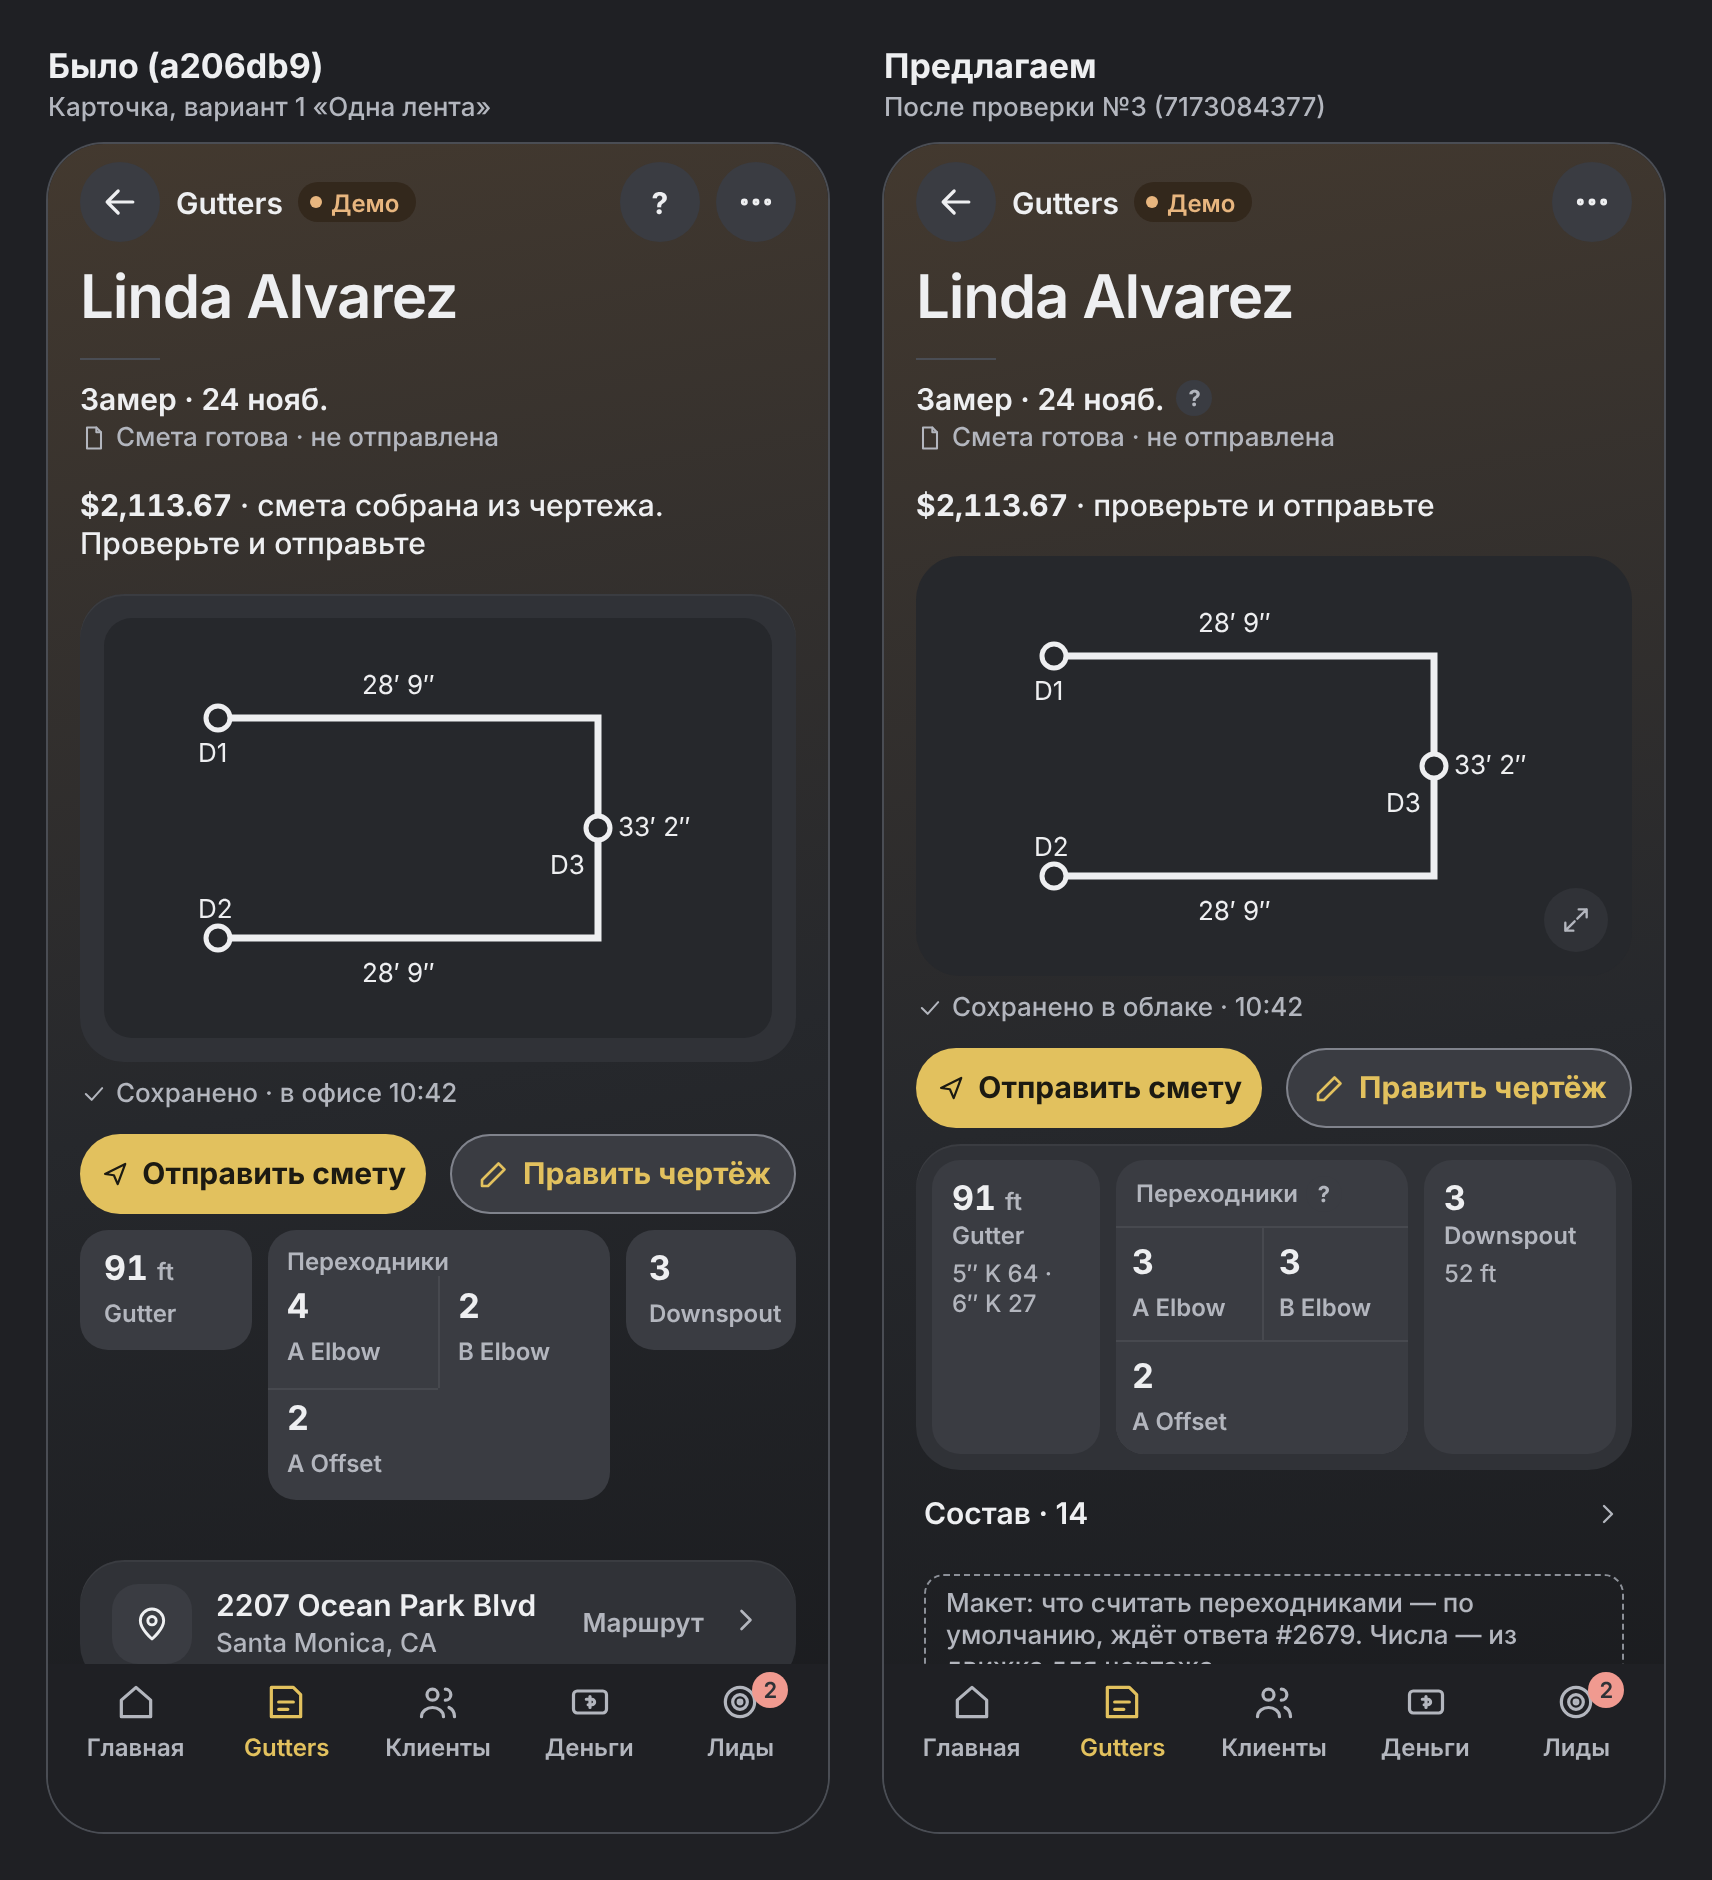 Было (a206db9)
Карточка, вариант 1 «Одна лента»
Gutters
Демо
?
Linda Alvarez
Замер · 24 нояб.
Смета готова · не отправлена
$2,113.67 · смета собрана из чертежа.
Проверьте и отправьте
28′ 9″
D1
33′ 2″
D3
D2
28′ 9″
Сохранено · в офисе 10:42
Отправить смету
Править чертёж
91 ft
Gutter
Переходники
4
A Elbow
2
B Elbow
2
A Offset
3
Downspout
2207 Ocean Park Blvd
Santa Monica, CA
Маршрут
Главная
Gutters
Клиенты
Деньги
2
Лиды
Предлагаем
После проверки №3 (7173084377)
Gutters
Демо
Linda Alvarez
Замер · 24 нояб. ?
Смета готова · не отправлена
$2,113.67 · проверьте и отправьте
28′ 9″
D1
33′ 2″
D3
D2
28′ 9″
Сохранено в облаке · 10:42
Отправить смету
Править чертёж
91 ft
Gutter
5″ K 64 ·
6″ K 27
Переходники ?
3
A Elbow
3
B Elbow
2
A Offset
3
Downspout
52 ft
Состав · 14
Макет: что считать переходниками — по
умолчанию, ждёт ответа #2679. Числа — из
Главная
Gutters
Клиенты
Деньги
2
Лиды